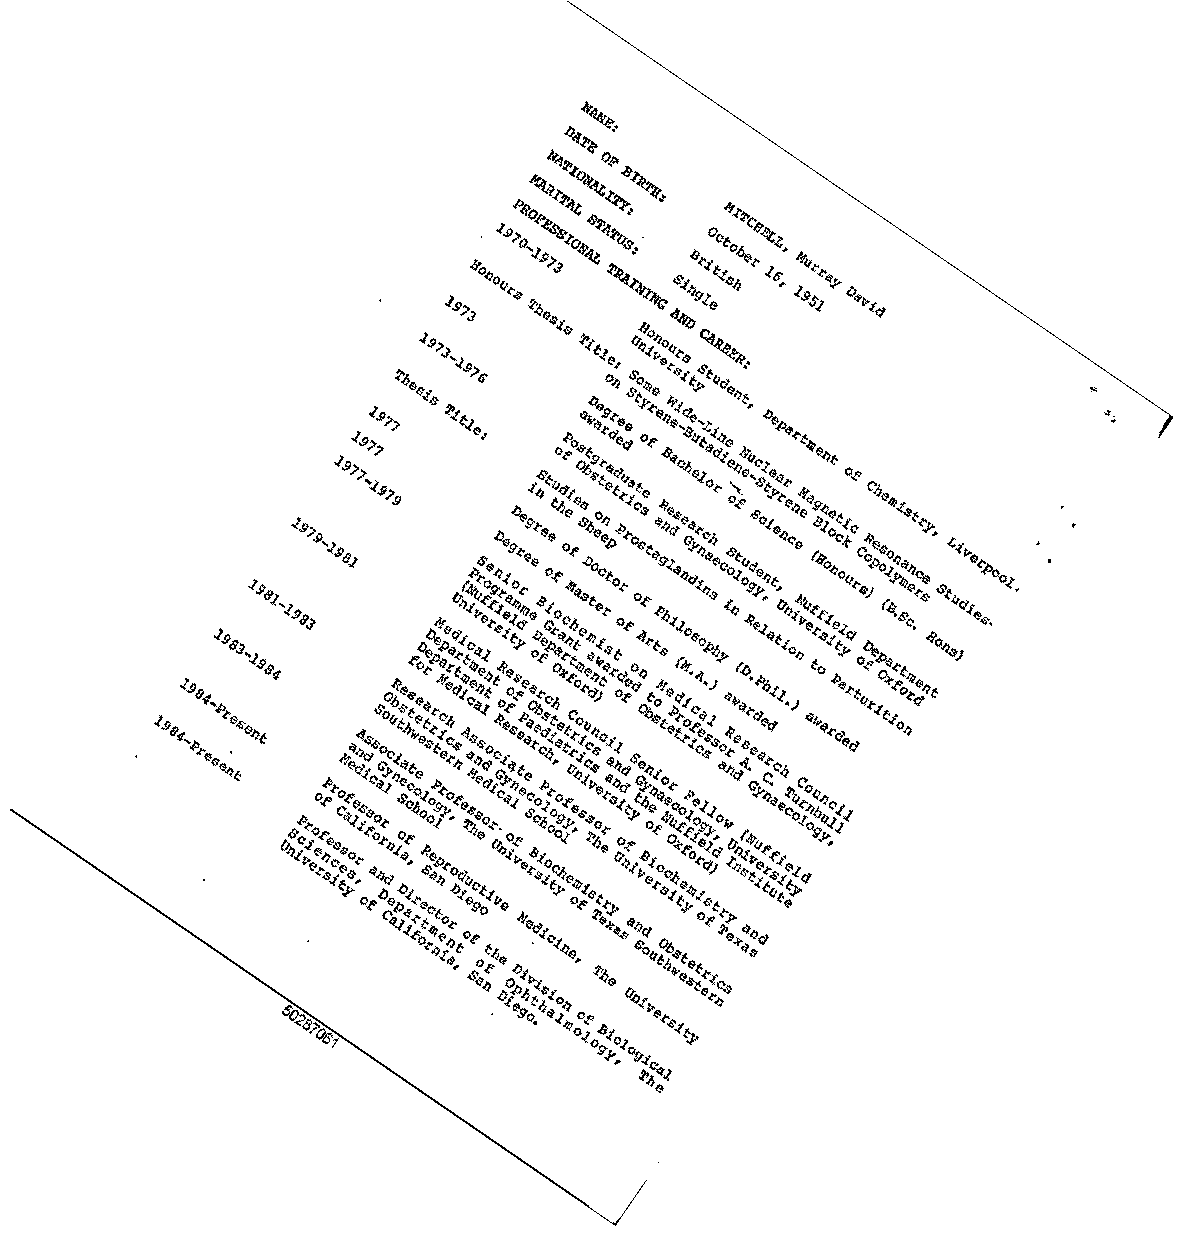 NAME: MITCHELL, Murray David
DATE OF BIRTH: October 16, 1951
NATIONALITY: British
MARITAL STATUS: Single
PROFESSIONAL TRAINING AND CAREER:
1970-1973 Honours Student, Department of Chemistry, Liverpool.
University
Honours Thesis Title: Some Wide-Line Nuclear Magnetic Resonance Studies-
on Styrene-Butadiene-Styrene Block Copolymers
1973 Degree of Bachelor of Science (Honours) (B.Sc. Hons)
awarded
1973-1976 Postgraduate Research Student, Nuffield Department
of Obstetrics and Gynaecology, University of Oxford
Thesis Title: Studies on Prostaglandins in Relation to Parturition
in the Sheep
1977 Degree of Doctor of Philosophy (D.Phil.) awarded
1977 Degree of Master of Arts (M.A.) awarded
1977-1979 Senior Biochemist on Medical Research Council
Programme Grant awarded to Professor A. C. Turnbull
(Nuffield Department of Obstetrics and Gynaecology,
University of Oxford)
1979-1981 Medical Research Council Senior Fellow (Nuffield
Department of Obstetrics and Gynaecology, University
Department of Paediatrics and the Nuffield Institute
for Medical Research, University of Oxford)
1981-1983 Research Associate Professor of Biochemistry and
Obstetrics and Gynecology, The University of Texas
Southwestern Medical School
1983-1984 Associate Professor of Biochemistry and Obstetrics
and Gynecology, The University of Texas Southwestern
Medical School
1984-Present Professor of Reproductive Medicine, The University
of California, San Diego
1984-Present Professor and Director of the Division of Biological
Sciences, Department of Ophthalmology, The
University of California, San Diego.
50287061